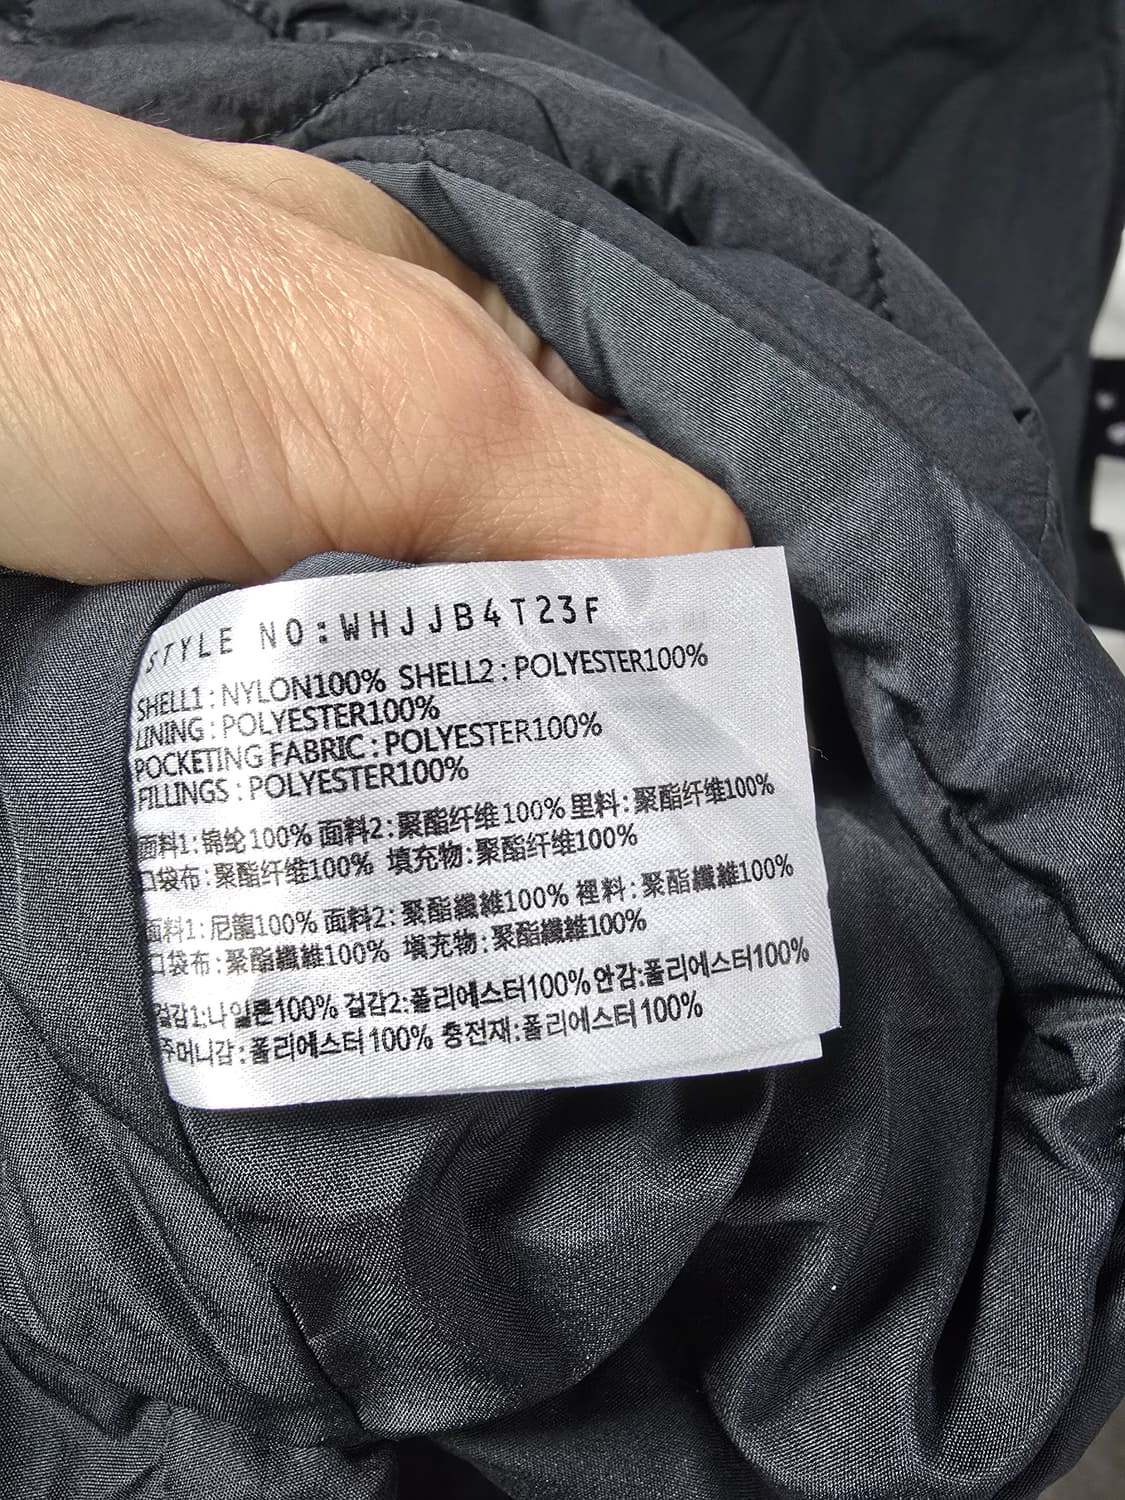 STYLE NO:WHJJB4T23F
SHELL1:NYLON100% SHELL2:POLYESTER100%
LINING:POLYESTER100%
POCKETING FABRIC:POLYESTER100%
FILLINGS:POLYESTER100%
面料1:锦纶100% 面料2:聚酯纤维100% 里料:聚酯纤维100%
口袋布:聚酯纤维100% 填充物:聚酯纤维100%
面料1:尼龍100% 面料2:聚酯纖維100% 裡料:聚酯纖維100%
口袋布:聚酯纖維100% 填充物:聚酯纖維100%
겉감1:나일론100% 겉감2:폴리에스터100% 안감:폴리에스터100%
주머니감:폴리에스터100% 충전재:폴리에스터100%